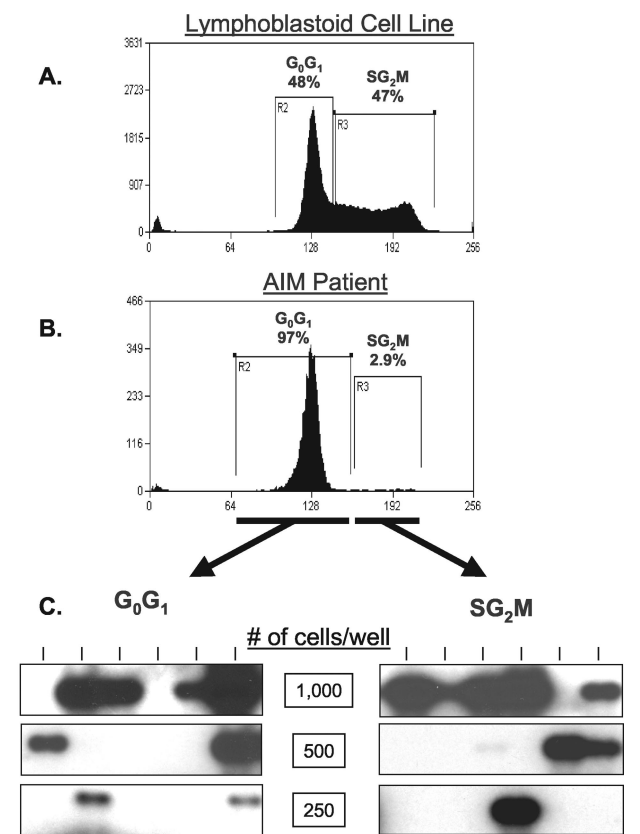 Lymphoblastoid Cell Line
A.
3631
2723
1815
907
0
G₀G₁
48%
SG₂M
47%
R2
R3
0 64 128 192 256
AIM Patient
B.
466
349
233
116
0
G₀G₁
97%
SG₂M
2.9%
R2
R3
0 64 128 192 256
C.
G₀G₁
SG₂M
# of cells/well
1,000
500
250